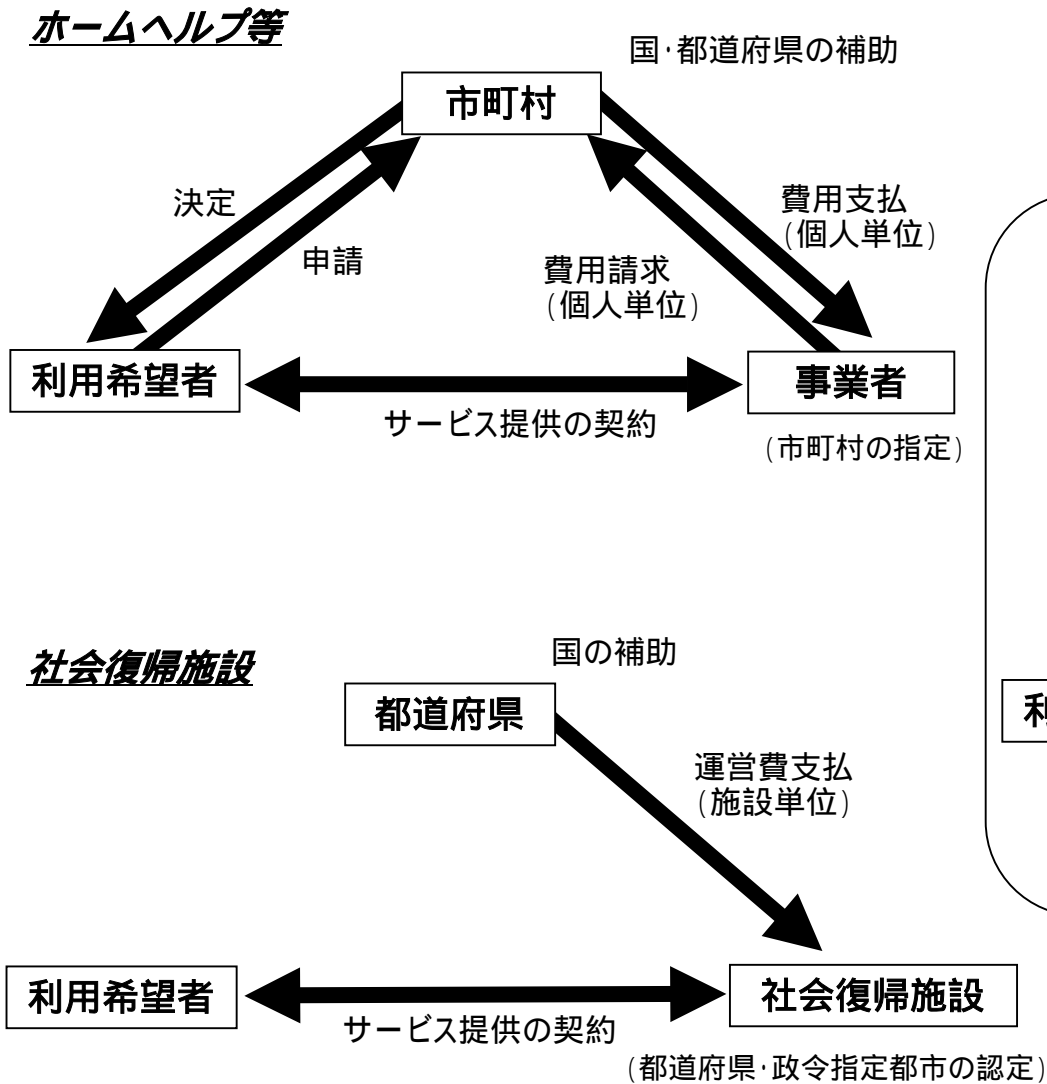 ホームヘルプ等
国・都道府県の補助
市町村
決定
申請
費用支払
(個人単位)
費用請求
(個人単位)
利用希望者
事業者
サービス提供の契約
(市町村の指定)
社会復帰施設
国の補助
都道府県
利
運営費支払
(施設単位)
利用希望者
社会復帰施設
サービス提供の契約
(都道府県・政令指定都市の認定)